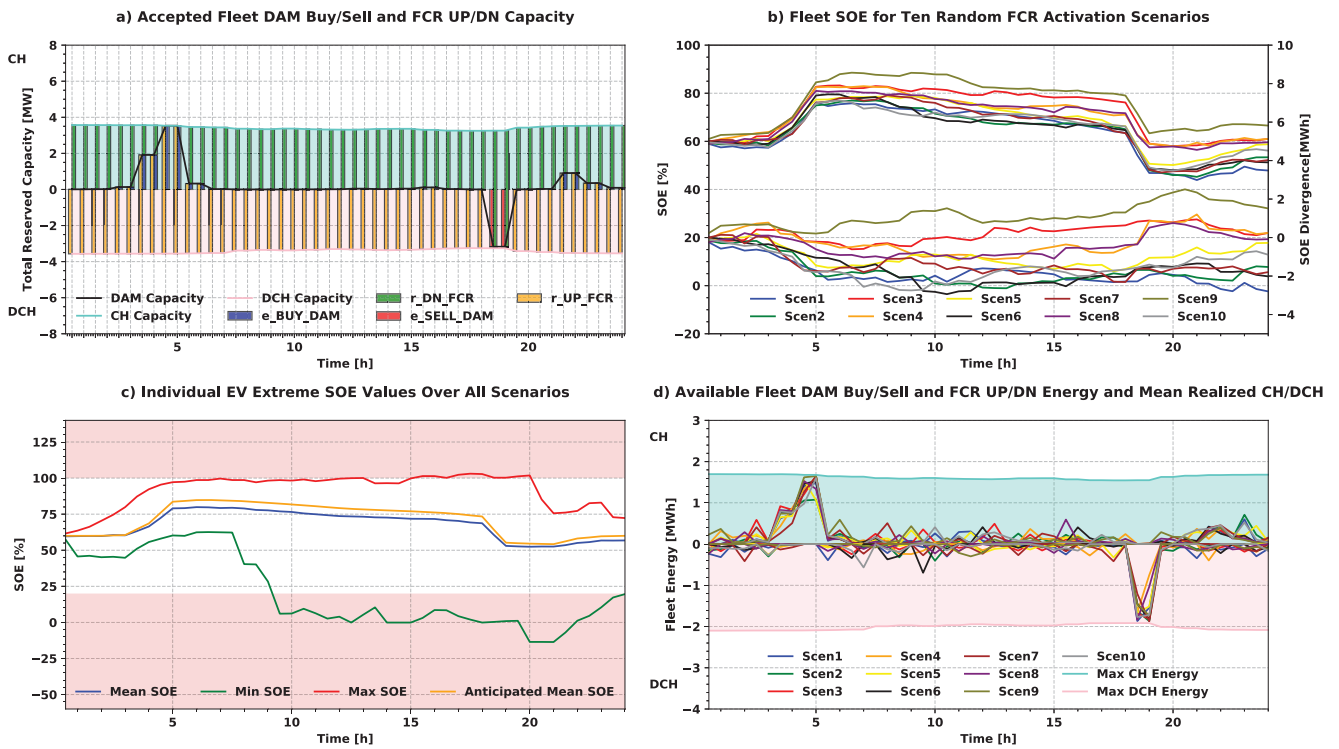 a) Accepted Fleet DAM Buy/Sell and FCR UP/DN Capacity
CH
DCH
Total Reserved Capacity [MW]
8
6
4
2
0
−2
−4
−6
−8
DAM Capacity
CH Capacity
DCH Capacity
e_BUY_DAM
r_DN_FCR
e_SELL_DAM
r_UP_FCR
5 10 15 20
Time [h]
b) Fleet SOE for Ten Random FCR Activation Scenarios
SOE [%]
100
80
60
40
20
0
−20
SOE Divergence[MWh]
10
8
6
4
2
0
−2
−4
Scen1
Scen2
Scen3
Scen4
Scen5
Scen6
Scen7
Scen8
Scen9
Scen10
5 10 15 20
Time [h]
c) Individual EV Extreme SOE Values Over All Scenarios
SOE [%]
125
100
75
50
25
0
−25
−50
Mean SOE
Min SOE
Max SOE
Anticipated Mean SOE
5 10 15 20
Time [h]
d) Available Fleet DAM Buy/Sell and FCR UP/DN Energy and Mean Realized CH/DCH
CH
DCH
Fleet Energy [MWh]
3
2
1
0
−1
−2
−3
−4
Scen1
Scen2
Scen3
Scen4
Scen5
Scen6
Scen7
Scen8
Scen9
Scen10
Max CH Energy
Max DCH Energy
5 10 15 20
Time [h]